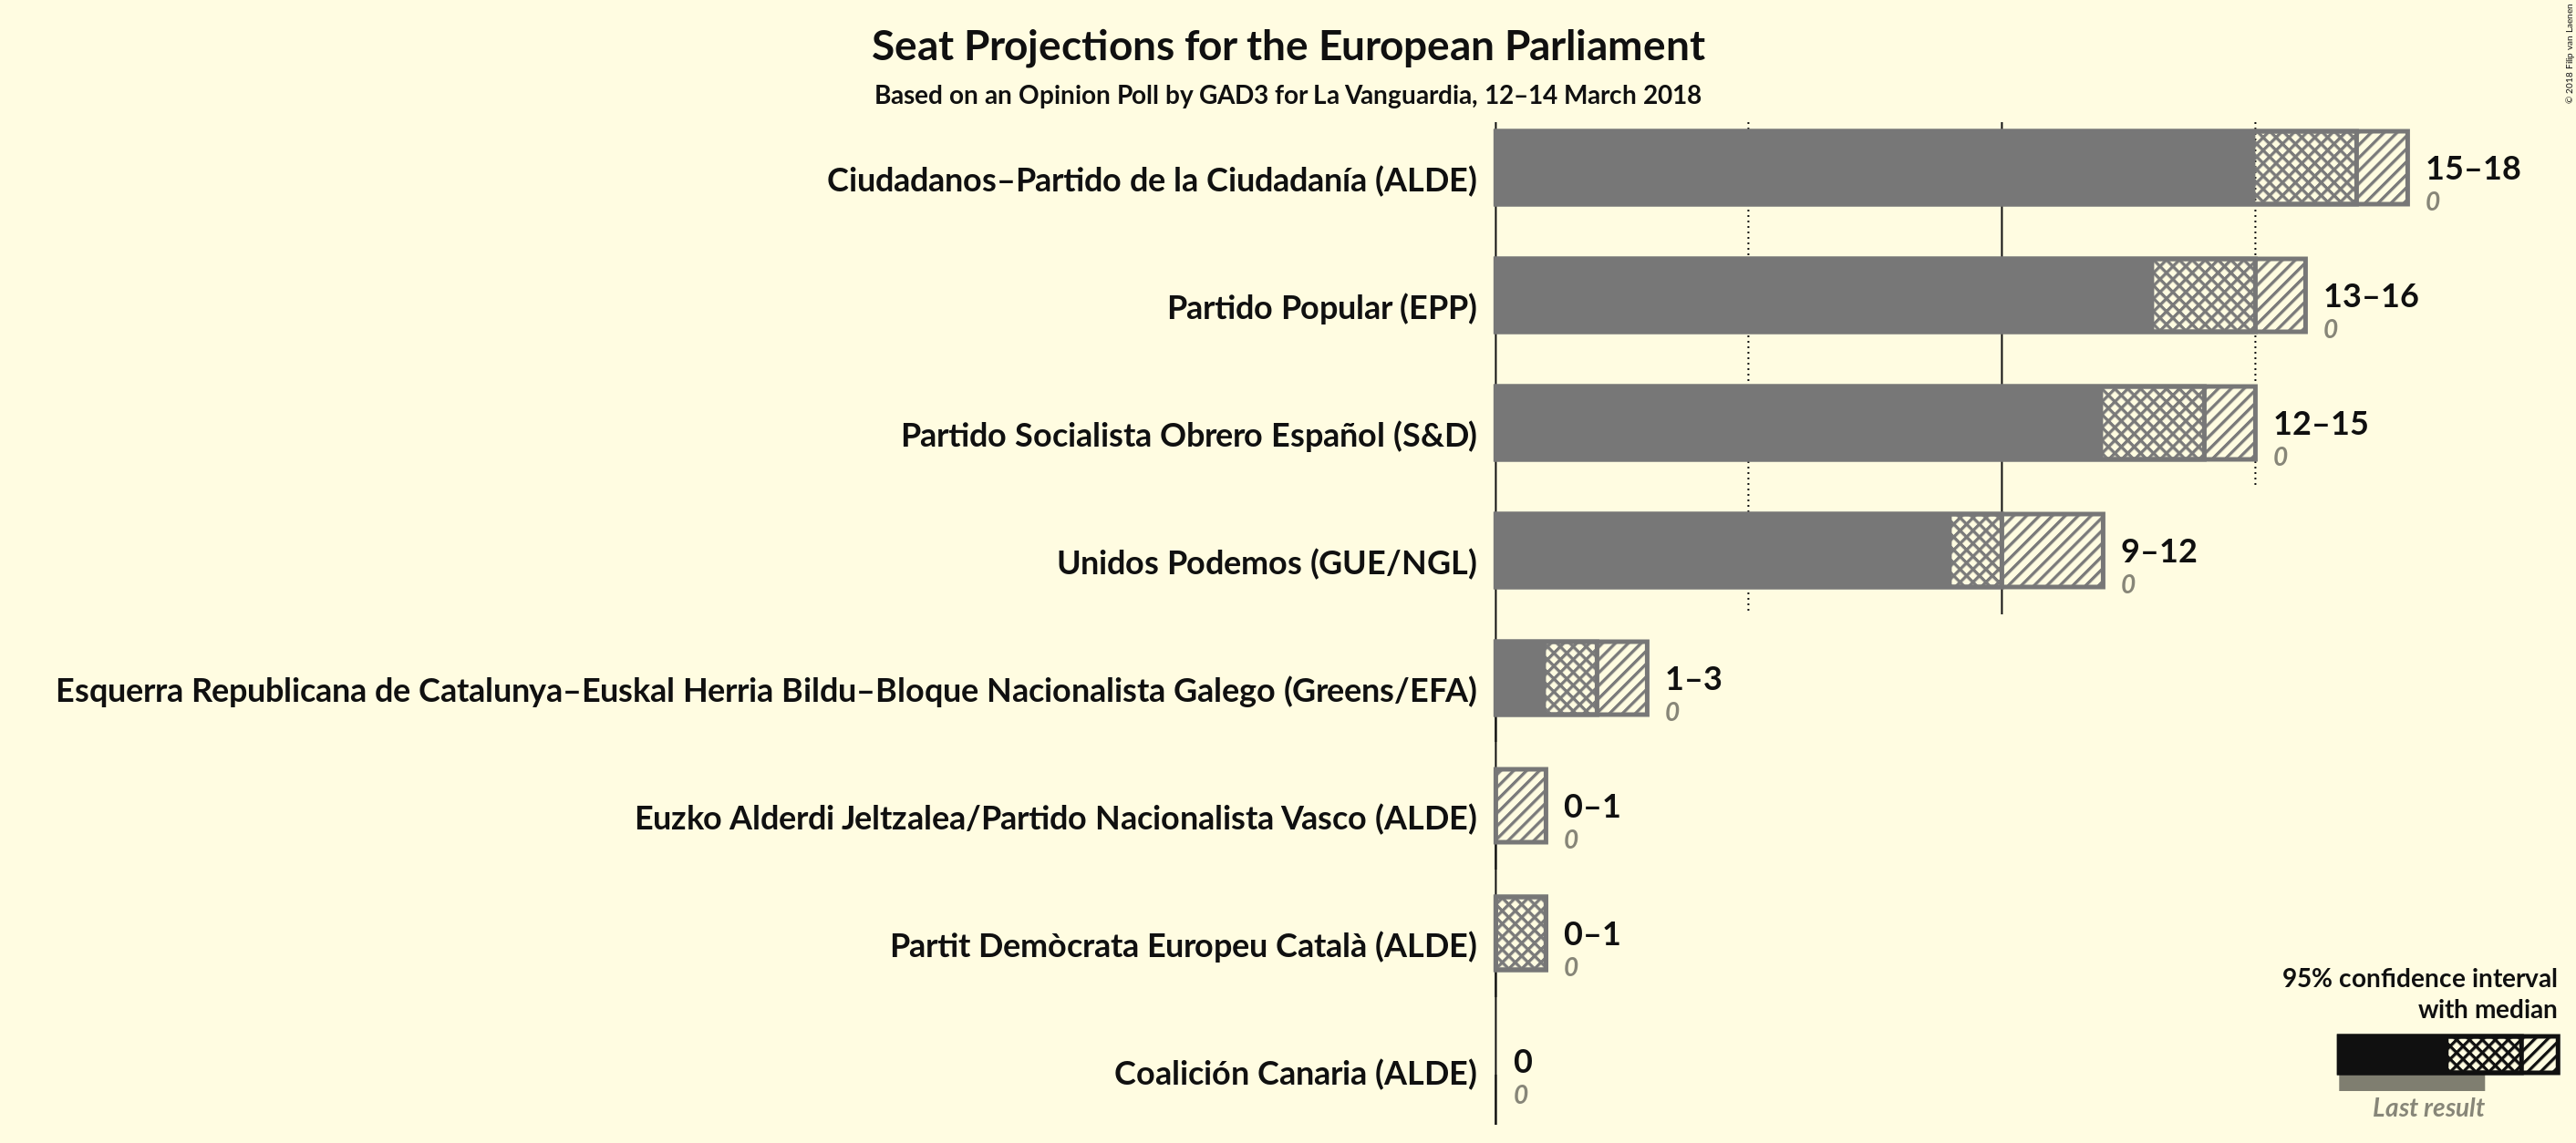 Seat Projections for the European Parliament
Based on an Opinion Poll by GAD3 for La Vanguardia, 12–14 March 2018
© 2018 Filip van Laenen
Ciudadanos–Partido de la Ciudadanía (ALDE)
15–18
0
Partido Popular (EPP)
13–16
0
Partido Socialista Obrero Español (S&D)
12–15
0
Unidos Podemos (GUE/NGL)
9–12
0
Esquerra Republicana de Catalunya–Euskal Herria Bildu–Bloque Nacionalista Galego (Greens/EFA)
1–3
0
Euzko Alderdi Jeltzalea/Partido Nacionalista Vasco (ALDE)
0–1
0
Partit Demòcrata Europeu Català (ALDE)
0–1
0
Coalición Canaria (ALDE)
0
0
95% confidence interval
with median
Last result